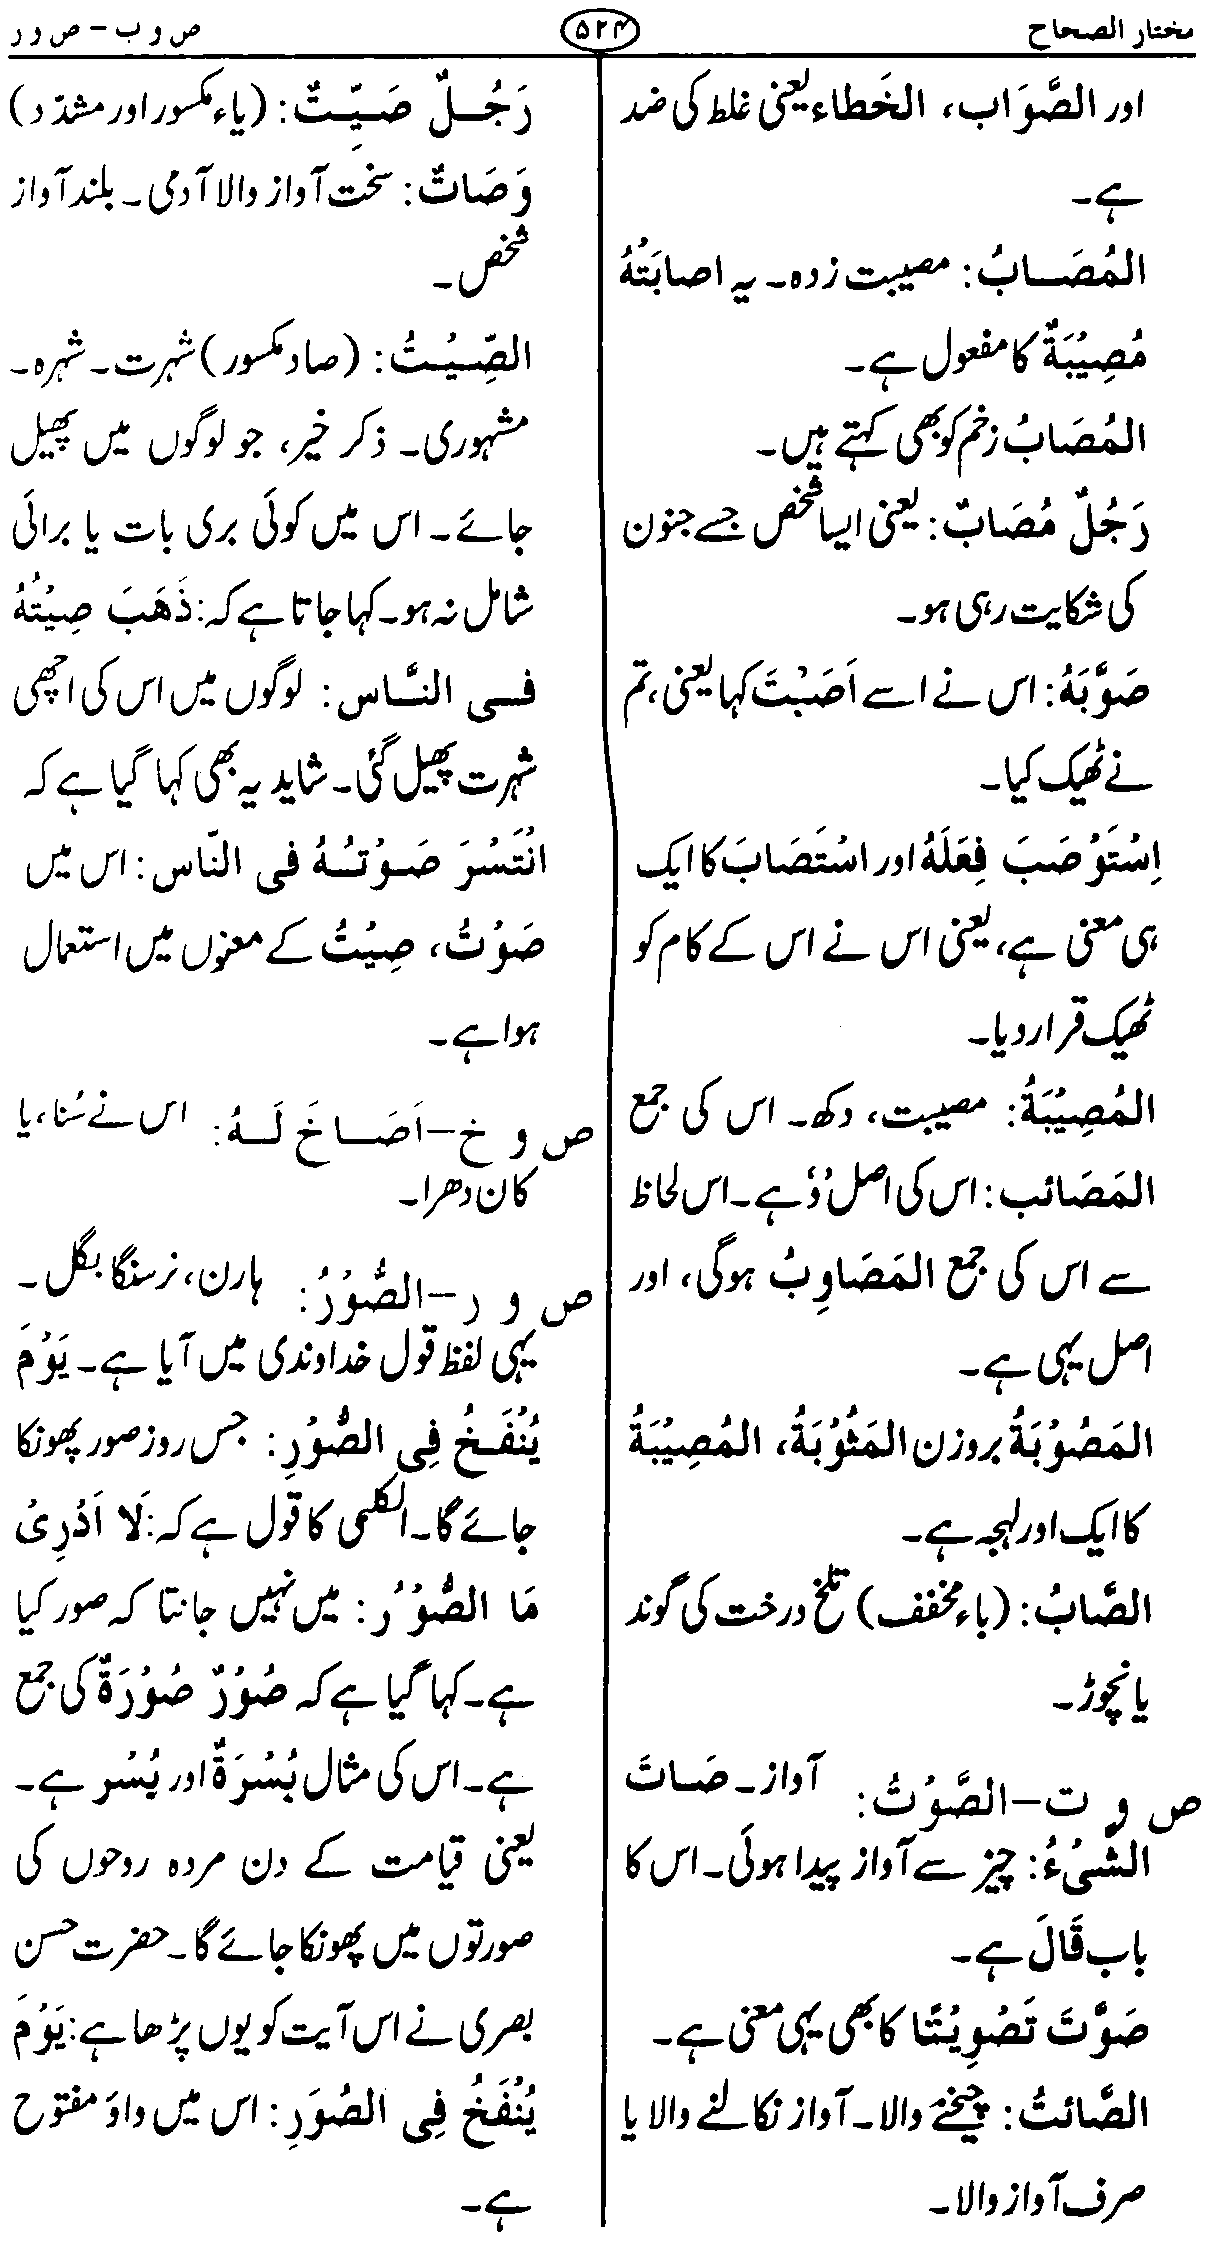 مختار الصحاح ۵۲۴ ص و ب – ص و ر
اور الصَّوَاب، الخَطاء یعنی غلط کی ضد
ہے۔
المُصَابُ: مصیبت زدہ۔ یہ اصابَتْهُ
مُصِیْبَةٌ کا مفعول ہے۔
المُصَابُ زخم کو بھی کہتے ہیں۔
رَجُلٌ مُصَابٌ: یعنی ایسا شخص جسے جنون
کی شکایت رہی ہو۔
صَوَّبَهُ: اس نے اسے اَصَبْتَ کہا یعنی، تم
نے ٹھیک کیا۔
اِسْتَوْصَبَ فِعَلَهُ اور اسْتَصَابَ کا ایک
ہی معنی ہے، یعنی اس نے اس کے کام کو
ٹھیک قرار دیا۔
المُصِیْبَةُ: مصیبت، دکھ۔ اس کی جمع
المَصَائب: اس کی اصل وُ ہے۔ اس لحاظ
سے اس کی جمع المَصَاوِبُ ہوگی، اور
اصل یہی ہے۔
المَصُوْبَةُ بروزن المَثُوْبَةُ، المُصِیْبَةُ
کا ایک اور لہجہ ہے۔
الصَّابُ: (باء مخفف) تلخ درخت کی گوند
یا نچوڑ۔
ص و ت – الصَّوْتُ: آواز۔ صَاتَ
الشَّیْءُ: چیز سے آواز پیدا ہوئی۔ اس کا
باب قَالَ ہے۔
صَوَّتَ تَصْوِیْتًا کا بھی یہی معنی ہے۔
الصَّائتُ: چیخنے والا۔ آواز نکالنے والا یا
صرف آواز والا۔
رَجُلٌ صَیِّتٌ: (یاء مکسور اور مشدّد)
وَصَاتٌ: سخت آواز والا آدمی۔ بلند آواز
شخص۔
الصِّیْتُ: (صاد مکسور) شہرت۔ شہرہ۔
مشہوری۔ ذکر خیر، جو لوگوں میں پھیل
جائے۔ اس میں کوئی بری بات یا برائی
شامل نہ ہو۔ کہا جاتا ہے کہ: ذَهَبَ صِیْتُهُ
فی النَّاس: لوگوں میں اس کی اچھی
شہرت پھیل گئی۔ شاید یہ بھی کہا گیا ہے کہ
انْتَسْرَ صَوْتُهُ فی النّاس: اس میں
صَوْتُ، صِیْتُ کے معنوں میں استعمال
ہوا ہے۔
ص و خ – اَصَاخَ لَهُ: اس نے سُنا، یا
کان دھرا۔
ص و ر – الصُّوْرُ: ہارن، نرسنگا بگل۔
یہی لفظ قول خداوندی میں آیا ہے۔ یَوْمَ
یُنْفَخُ فِی الصُّوْرِ: جس روز صور پھونکا
جائے گا۔ الکلبی کا قول ہے کہ: لَا اَدْرِیْ
مَا الصُّوْرُ: میں نہیں جانتا کہ صور کیا
ہے۔ کہا گیا ہے کہ صُوْرٌ صُوْرَةٌ کی جمع
ہے۔ اس کی مثال بُسْرَةٌ اور بُسْر ہے۔
یعنی قیامت کے دن مردہ روحوں کی
صورتوں میں پھونکا جائے گا۔ حضرت حسن
بصری نے اس آیت کو یوں پڑھا ہے: یَوْمَ
یُنْفَخُ فِی الصُوَرِ: اس میں واؤ مفتوح
ہے۔